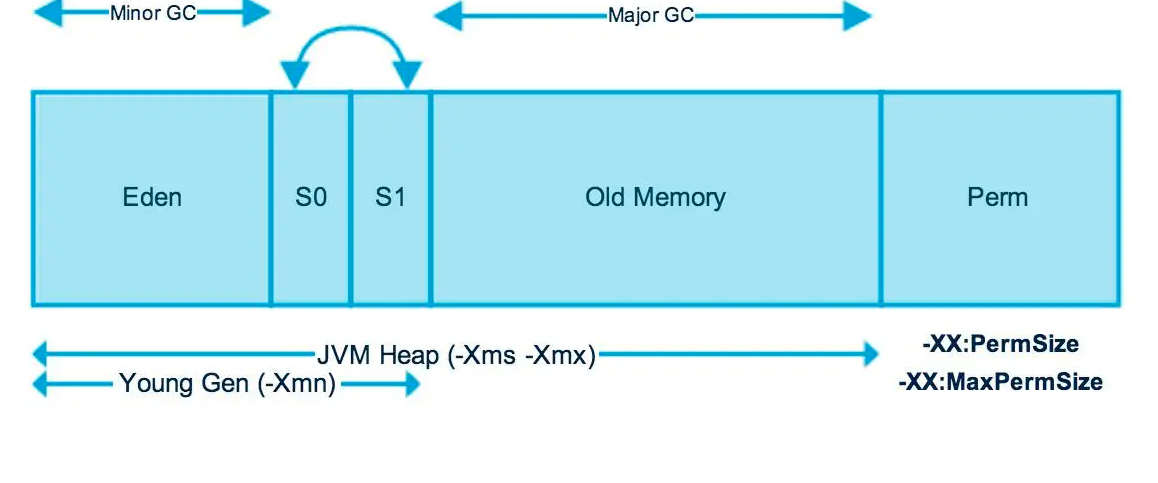 Minor GC
Major GC
Eden
S0
S1
Old Memory
Perm
JVM Heap (-Xms -Xmx)
-XX:PermSize
Young Gen (-Xmn)
-XX:MaxPermSize